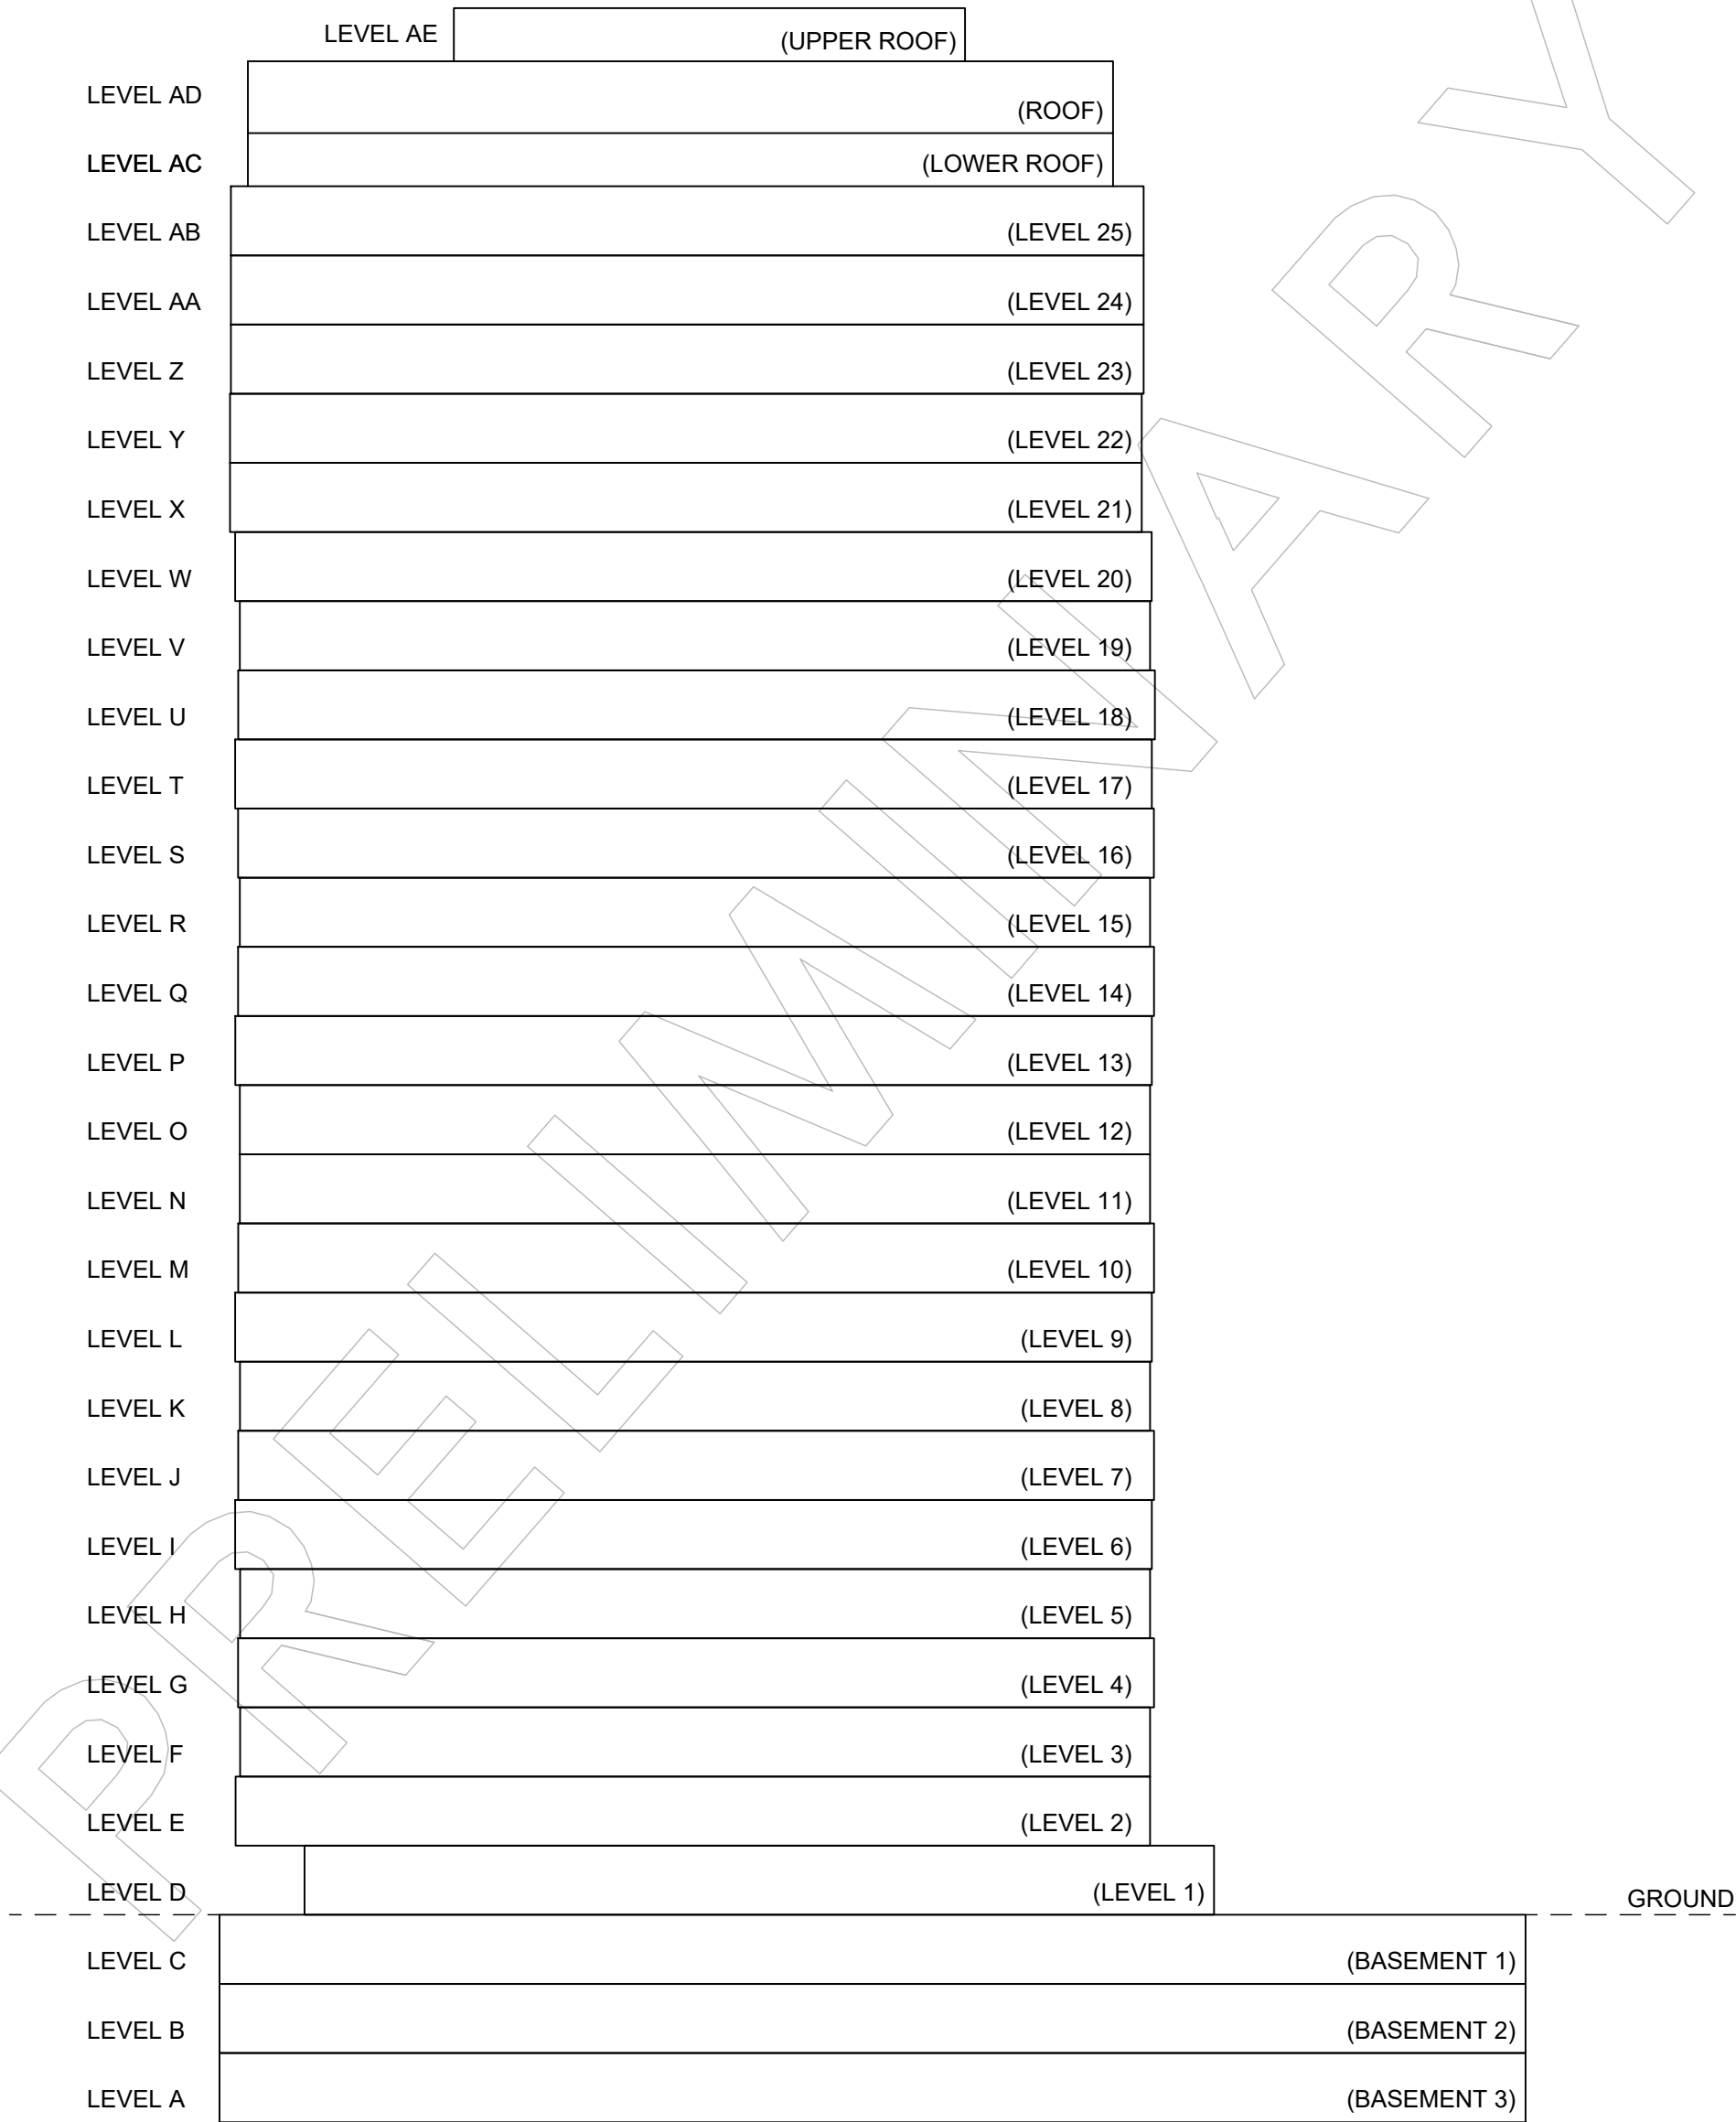 LEVEL AE (UPPER ROOF)
LEVEL AD (ROOF)
LEVEL AC (LOWER ROOF)
LEVEL AB (LEVEL 25)
LEVEL AA (LEVEL 24)
LEVEL Z (LEVEL 23)
LEVEL Y (LEVEL 22)
LEVEL X (LEVEL 21)
LEVEL W (LEVEL 20)
LEVEL V (LEVEL 19)
LEVEL U (LEVEL 18)
LEVEL T (LEVEL 17)
LEVEL S (LEVEL 16)
LEVEL R (LEVEL 15)
LEVEL Q (LEVEL 14)
LEVEL P (LEVEL 13)
LEVEL O (LEVEL 12)
LEVEL N (LEVEL 11)
LEVEL M (LEVEL 10)
LEVEL L (LEVEL 9)
LEVEL K (LEVEL 8)
LEVEL J (LEVEL 7)
LEVEL I (LEVEL 6)
LEVEL H (LEVEL 5)
LEVEL G (LEVEL 4)
LEVEL F (LEVEL 3)
LEVEL E (LEVEL 2)
LEVEL D (LEVEL 1)
GROUND
LEVEL C (BASEMENT 1)
LEVEL B (BASEMENT 2)
LEVEL A (BASEMENT 3)
PRELIMINARY